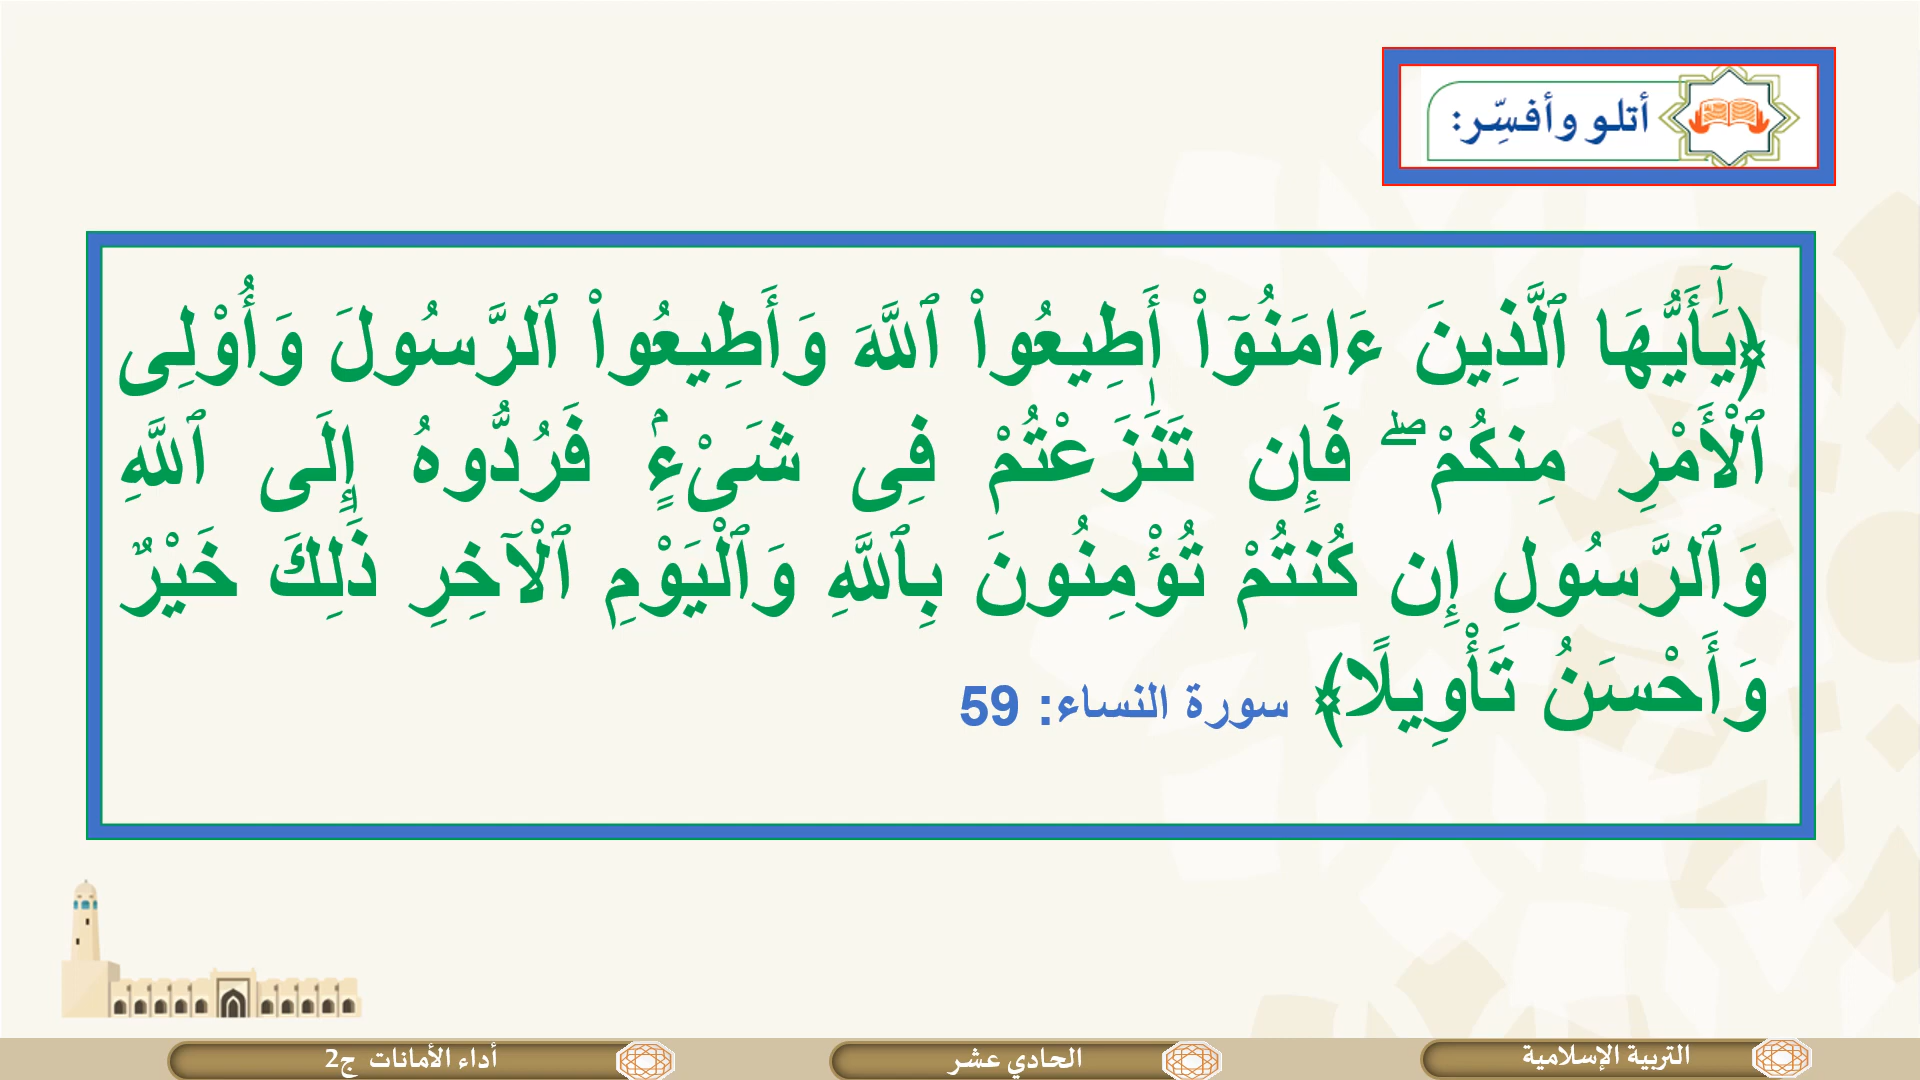 أتلو وأفسِّر:
﴿يَٰٓأَيُّهَا ٱلَّذِينَ ءَامَنُوٓا۟ أَطِيعُوا۟ ٱللَّهَ وَأَطِيعُوا۟ ٱلرَّسُولَ وَأُو۟لِى
ٱلْأَمْرِ مِنكُمْ ۖ فَإِن تَنَٰزَعْتُمْ فِى شَىْءٍۢ فَرُدُّوهُ إِلَى ٱللَّهِ
وَٱلرَّسُولِ إِن كُنتُمْ تُؤْمِنُونَ بِٱللَّهِ وَٱلْيَوْمِ ٱلْآخِرِ ذَٰلِكَ خَيْرٌ
وَأَحْسَنُ تَأْوِيلًا﴾ سورة النساء: 59
التربية الإسلامية
الحادي عشر
أداء الأمانات ج2